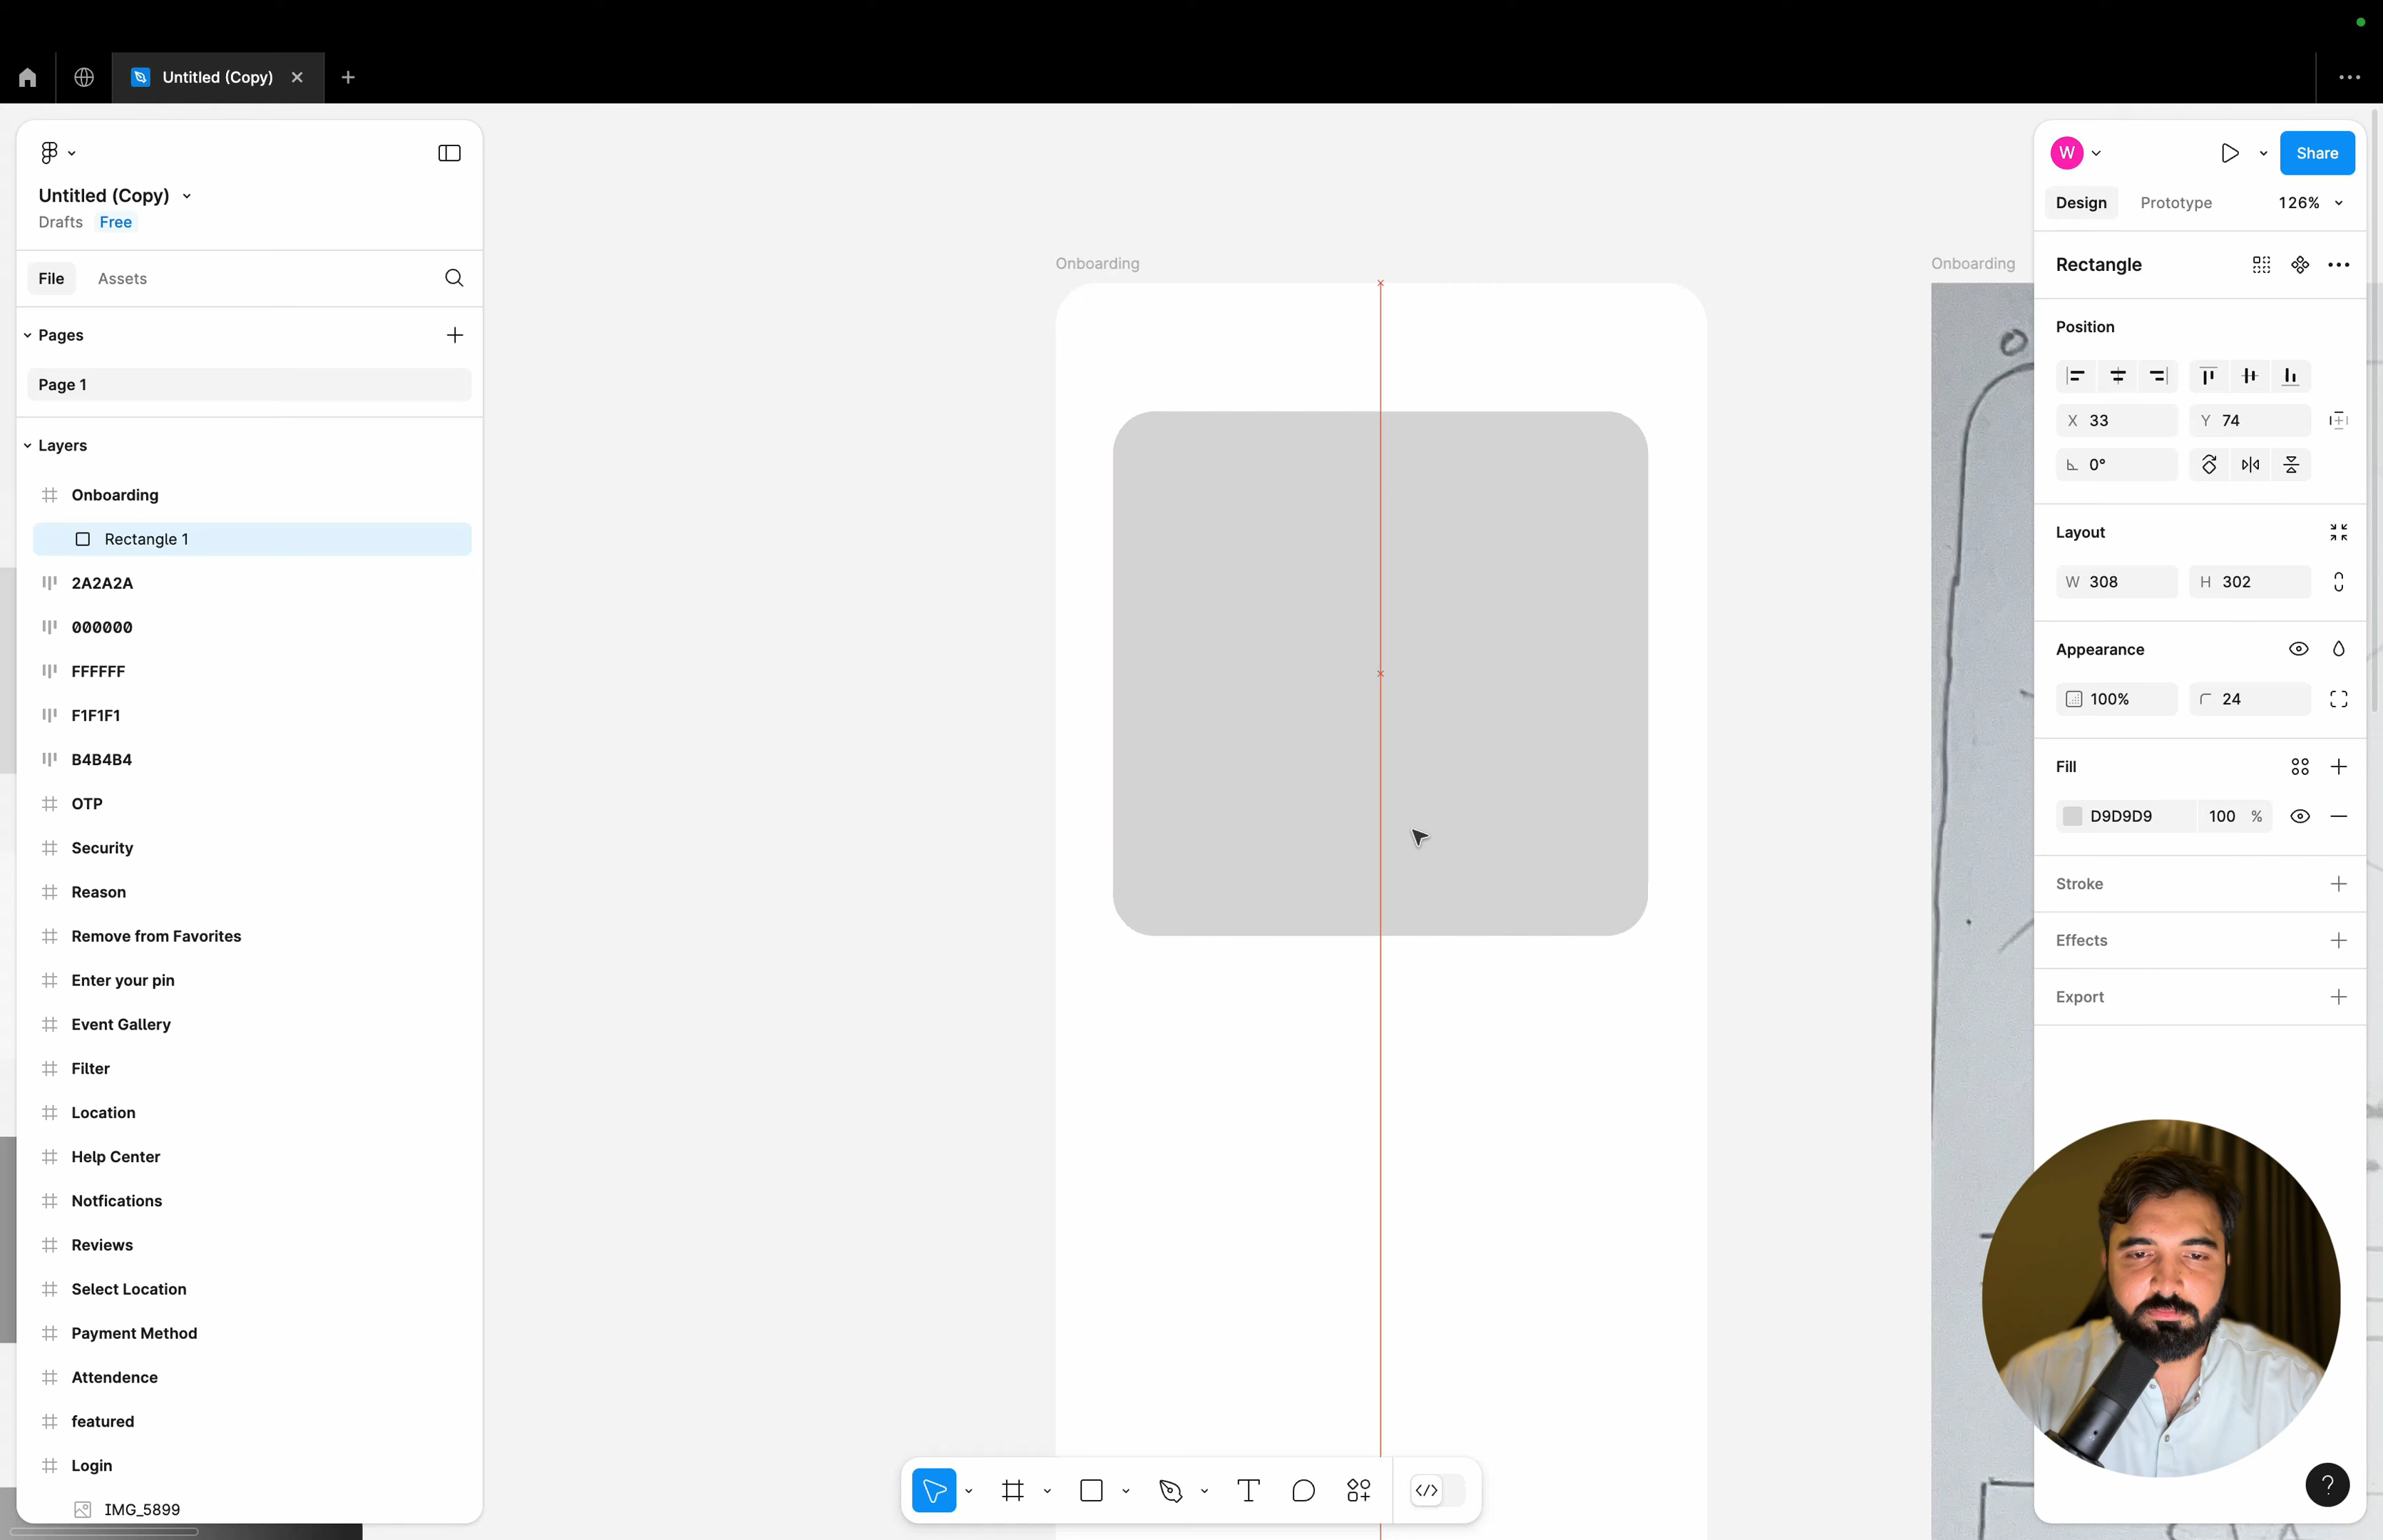 Untitled (Copy)
Untitled (Copy)
Drafts Free
File Assets
Pages
Page 1
Layers
Onboarding
Rectangle 1
2A2A2A
000000
FFFFFF
F1F1F1
B4B4B4
OTP
Security
Reason
Remove from Favorites
Enter your pin
Event Gallery
Filter
Location
Help Center
Notfications
Reviews
Select Location
Payment Method
Attendence
featured
Login
IMG_5899
Onboarding
Onboarding
W
Share
Design Prototype 126%
Rectangle
Position
X 33 Y 74
0°
Layout
W 308 H 302
Appearance
100% 24
Fill
D9D9D9 100 %
Stroke
Effects
Export
T
?